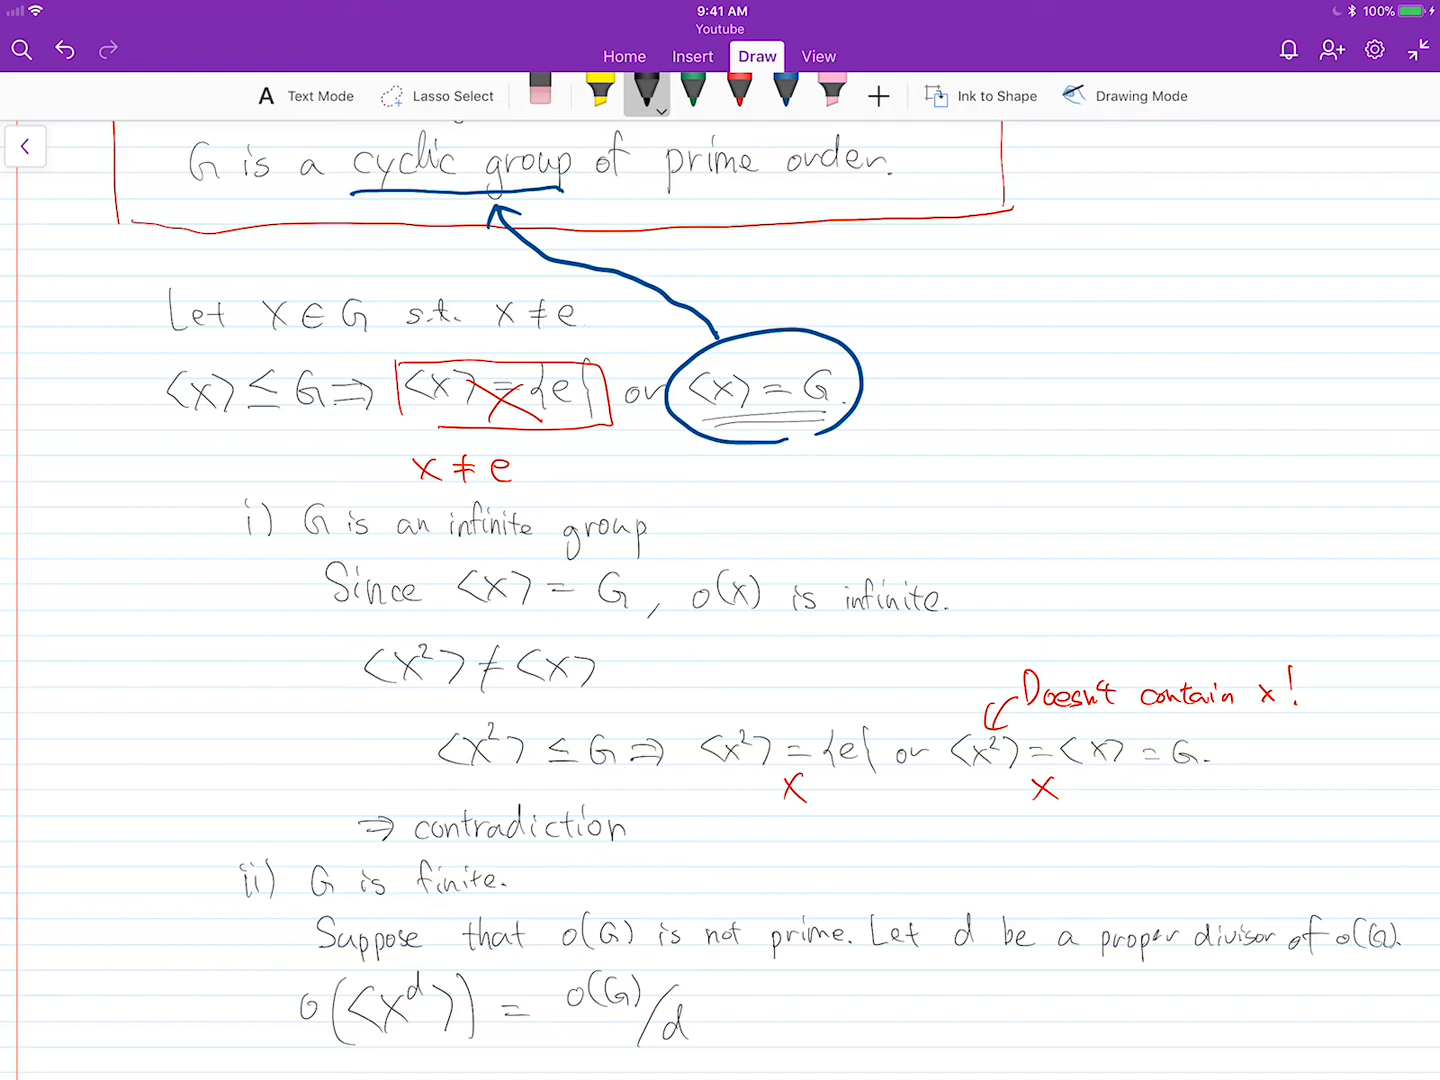 9:41 AM
100%
Youtube
Home Insert Draw View
A Text Mode Lasso Select + Ink to Shape Drawing Mode
G is a cyclic group of prime order.
Let x ∈ G s.t. x ≠ e
⟨x⟩ ≤ G ⇒ ⟨x⟩ = {e} or ⟨x⟩ = G.
x ≠ e
i) G is an infinite group
Since ⟨x⟩ = G, o(x) is infinite.
⟨x²⟩ ≠ ⟨x⟩
Doesn't contain x!
⟨x²⟩ ≤ G ⇒ ⟨x²⟩ = {e} or ⟨x²⟩ = ⟨x⟩ = G.
X X
⇒ contradiction
ii) G is finite.
Suppose that o(G) is not prime. Let d be a proper divisor of o(G).
o(⟨x^d⟩) = o(G)/d